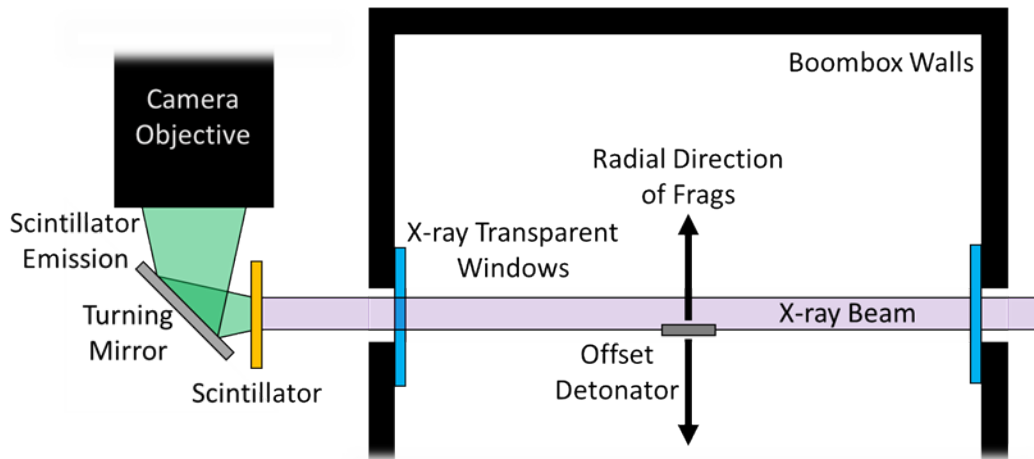 Camera
Objective
Boombox Walls
Radial Direction
of Frags
Scintillator
Emission
X-ray Transparent
Windows
X-ray Beam
Turning
Mirror
Offset
Detonator
Scintillator